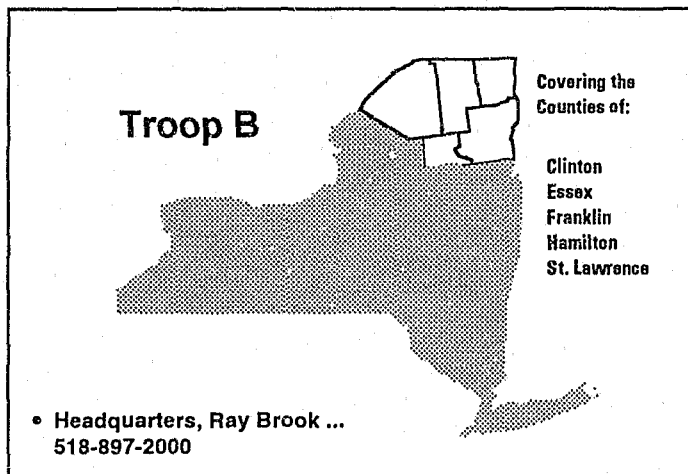 Troop B
Covering the
Counties of:
Clinton
Essex
Franklin
Hamilton
St. Lawrence
• Headquarters, Ray Brook ...
518-897-2000